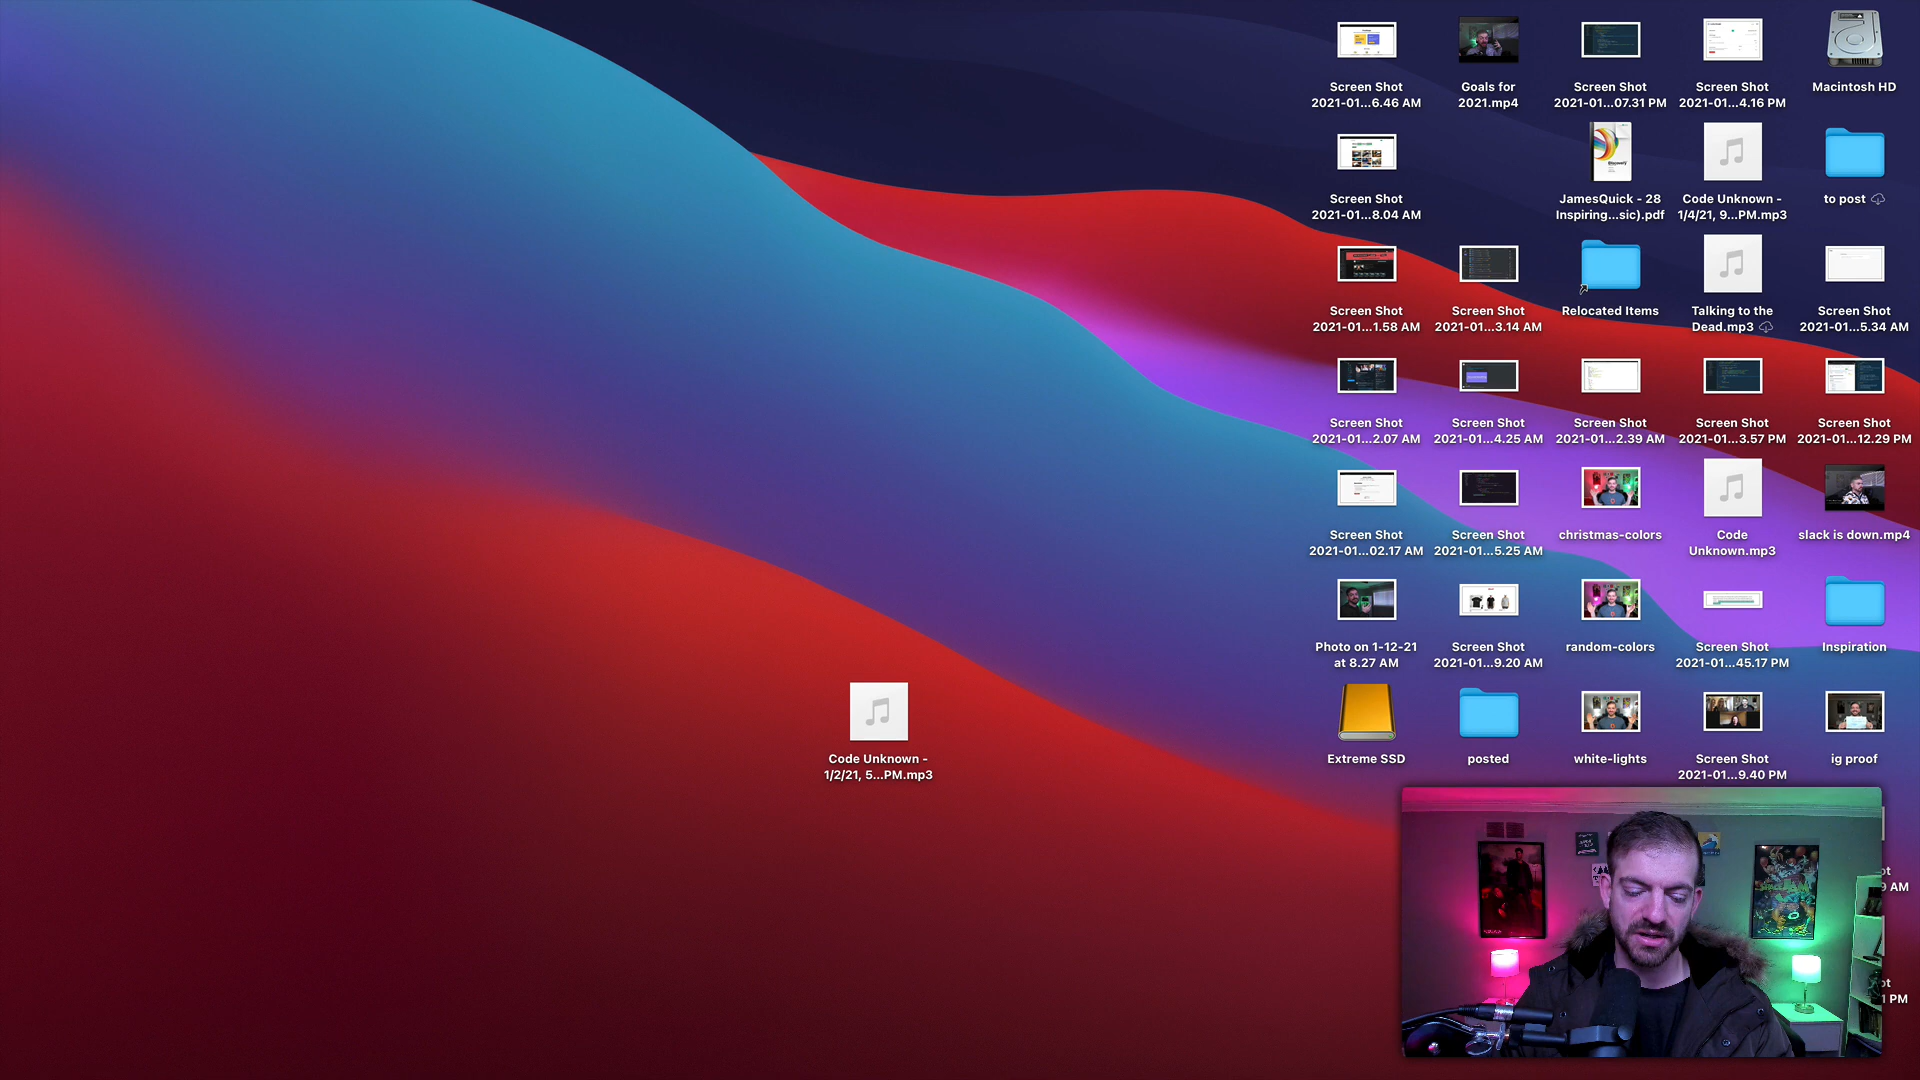 Screen Shot
2021-01...6.46 AM
Goals for
2021.mp4
Screen Shot
2021-01...07.31 PM
Screen Shot
2021-01...4.16 PM
Macintosh HD
Screen Shot
2021-01...8.04 AM
JamesQuick - 28
Inspiring...sic).pdf
Code Unknown -
1/4/21, 9...PM.mp3
to post
Screen Shot
2021-01...1.58 AM
Screen Shot
2021-01...3.14 AM
Relocated Items
Talking to the
Dead.mp3
Screen Shot
2021-01...5.34 AM
Screen Shot
2021-01...2.07 AM
Screen Shot
2021-01...4.25 AM
Screen Shot
2021-01...2.39 AM
Screen Shot
2021-01...3.57 PM
Screen Shot
2021-01...12.29 PM
Screen Shot
2021-01...02.17 AM
Screen Shot
2021-01...5.25 AM
christmas-colors
Code
Unknown.mp3
slack is down.mp4
Photo on 1-12-21
at 8.27 AM
Screen Shot
2021-01...9.20 AM
random-colors
Screen Shot
2021-01...45.17 PM
Inspiration
Code Unknown -
1/2/21, 5...PM.mp3
Extreme SSD
posted
white-lights
Screen Shot
2021-01...9.40 PM
ig proof
ot
9 AM
ot
1 PM